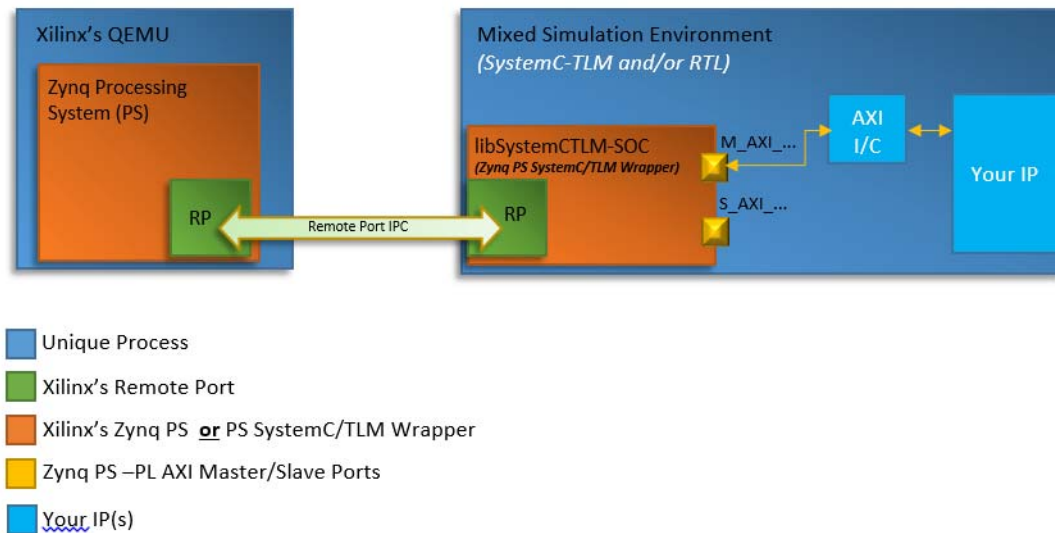 Xilinx's QEMU
Zynq Processing
System (PS)
RP
Remote Port IPC
Mixed Simulation Environment
(SystemC-TLM and/or RTL)
libSystemCTLM-SOC
(Zynq PS SystemC/TLM Wrapper)
RP
M_AXI_...
S_AXI_...
AXI
I/C
Your IP
Unique Process
Xilinx's Remote Port
Xilinx's Zynq PS or PS SystemC/TLM Wrapper
Zynq PS –PL AXI Master/Slave Ports
Your IP(s)